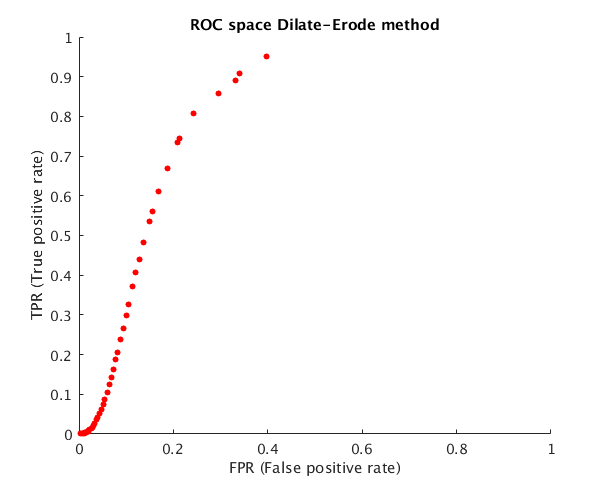 ROC space Dilate-Erode method
1
0.9
0.8
0.7
0.6
0.5
0.4
0.3
0.2
0.1
0
TPR (True positive rate)
0 0.2 0.4 0.6 0.8 1
FPR (False positive rate)